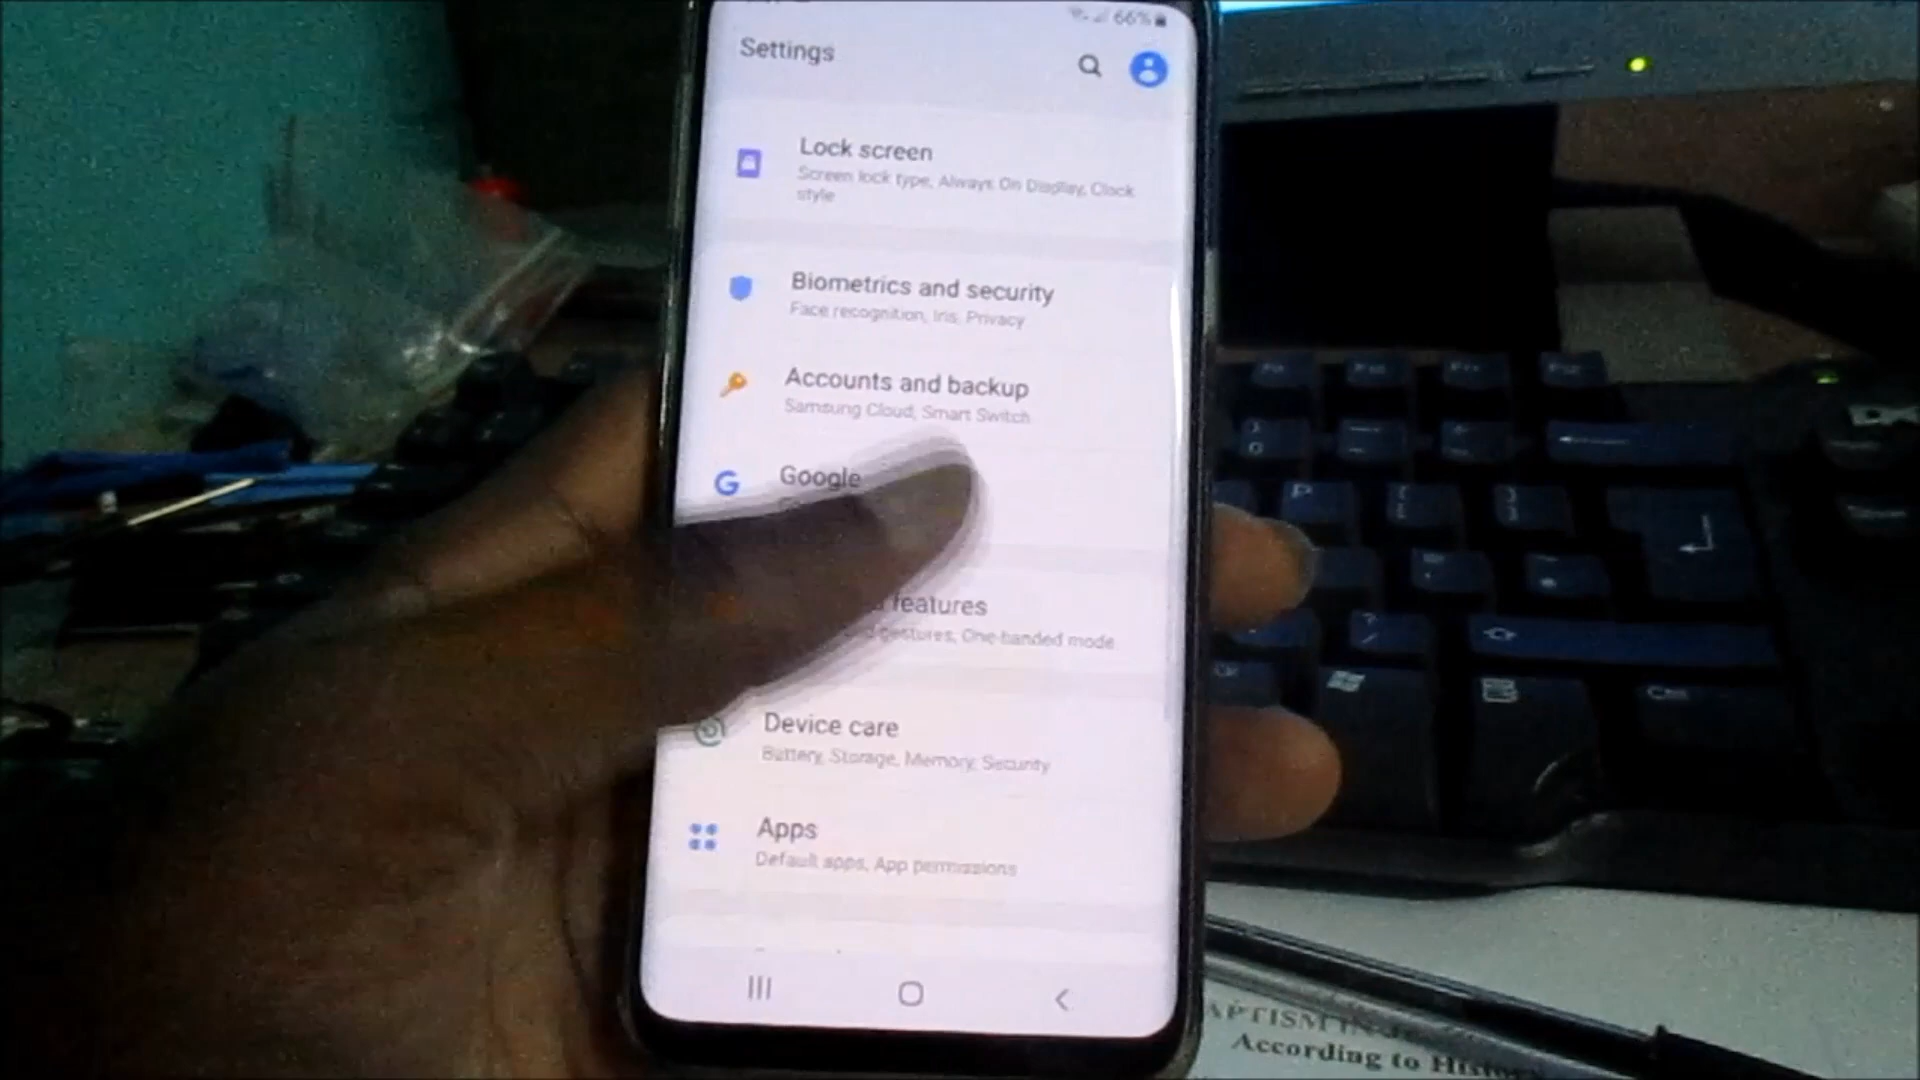 66%
Settings
Lock screen
Screen lock type, Always On Display, Clock
style
Biometrics and security
Face recognition, Iris, Privacy
Accounts and backup
Samsung Cloud, Smart Switch
G Google
features
gestures, One-handed mode
Device care
Battery, Storage, Memory, Security
Apps
Default apps, App permissions
According to